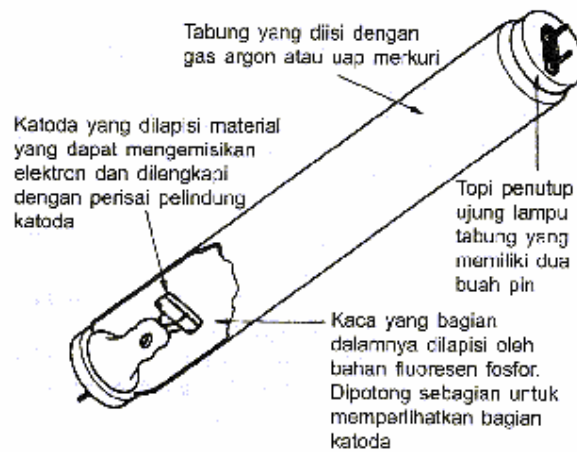 Tabung yang diisi dengan
gas argon atau uap merkuri
Katoda yang dilapisi material
yang dapat mengemisikan
elektron dan dilengkapi
dengan perisai pelindung
katoda
Topi penutup
ujung lampu
tabung yang
memiliki dua
buah pin
Kaca yang bagian
dalamnya dilapisi oleh
bahan fluoresen fosfor.
Dipotong sebagian untuk
memperlihatkan bagian
katoda